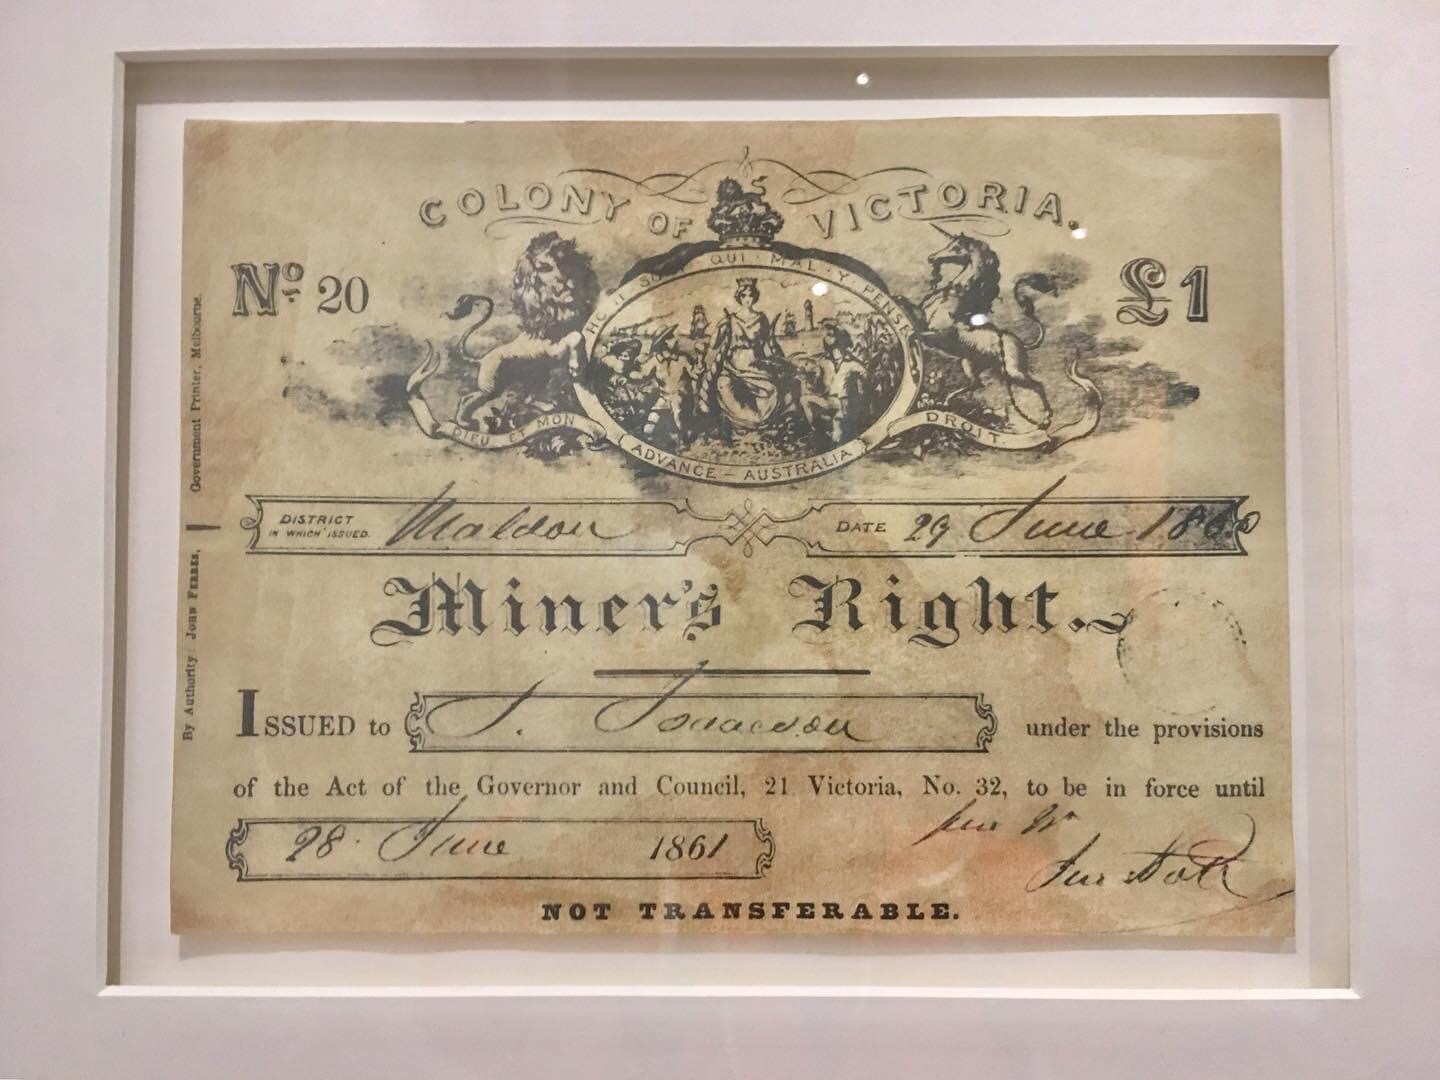 COLONY OF VICTORIA.
No 20
£1
HONI SOIT QUI MAL Y PENSE
DIEU ET MON DROIT
ADVANCE – AUSTRALIA
DISTRICT IN WHICH ISSUED. Maldon
DATE 29 June 1860
Miner's Right.
ISSUED to J. Isaacson under the provisions
of the Act of the Governor and Council, 21 Victoria, No. 32, to be in force until
28 June 1861
NOT TRANSFERABLE.
By Authority: JOHN FERRES, Government Printer, Melbourne.